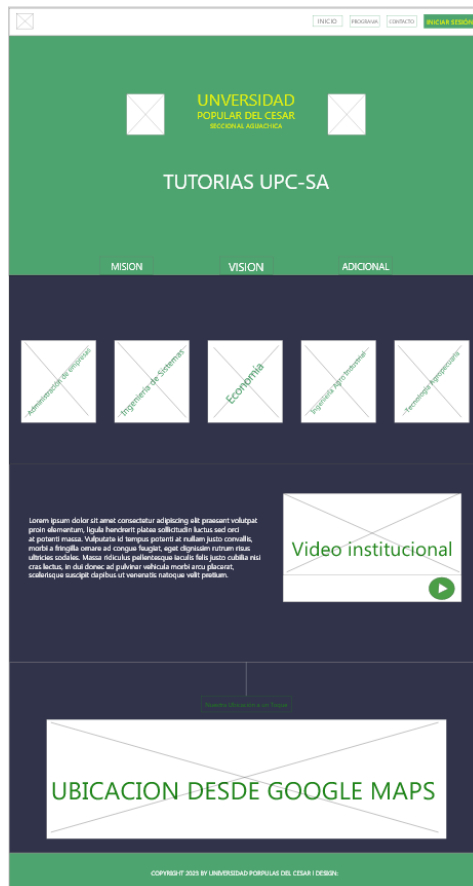 INICIO
PROGRAMA
CONTACTO
INICIAR SESIÓN
UNVERSIDAD
POPULAR DEL CESAR
SECCIONAL AGUACHICA
TUTORIAS UPC-SA
MISION
VISION
ADICIONAL
Administración de empresas
Ingeniería de Sistemas
Economía
Ingeniería Agro Industrial
Tecnología Agropecuaria
Lorem ipsum dolor sit amet consectetur adipiscing elit praesent volutpat
proin elementum, ligula hendrerit platea sollicitudin luctus sed orci
at potenti massa. Vulputate id tempus potenti at nullam justo convallis,
morbi a fringilla ornare ad congue feugiat, eget dignissim rutrum risus
ultricies sodales. Massa ridiculus pellentesque iaculis felis justo cubilia nisi
cras lectus, in dui donec ad pulvinar vehicula morbi arcu placerat,
scelerisque suscipit dapibus ut venenatis natoque velit pretium.
Video institucional
UBICACION DESDE GOOGLE MAPS
COPYRIGHT 2023 BY UNIVERSIDAD PORPULAS DEL CESAR I DESIGN: